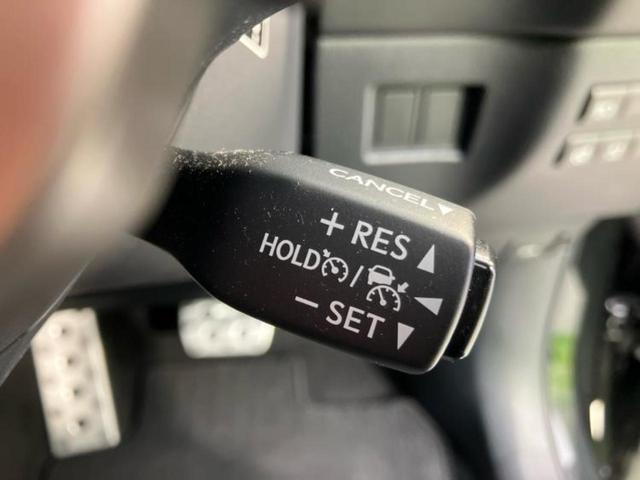 CANCEL▼
+ RES ▲
HOLD / ◀
− SET ▼